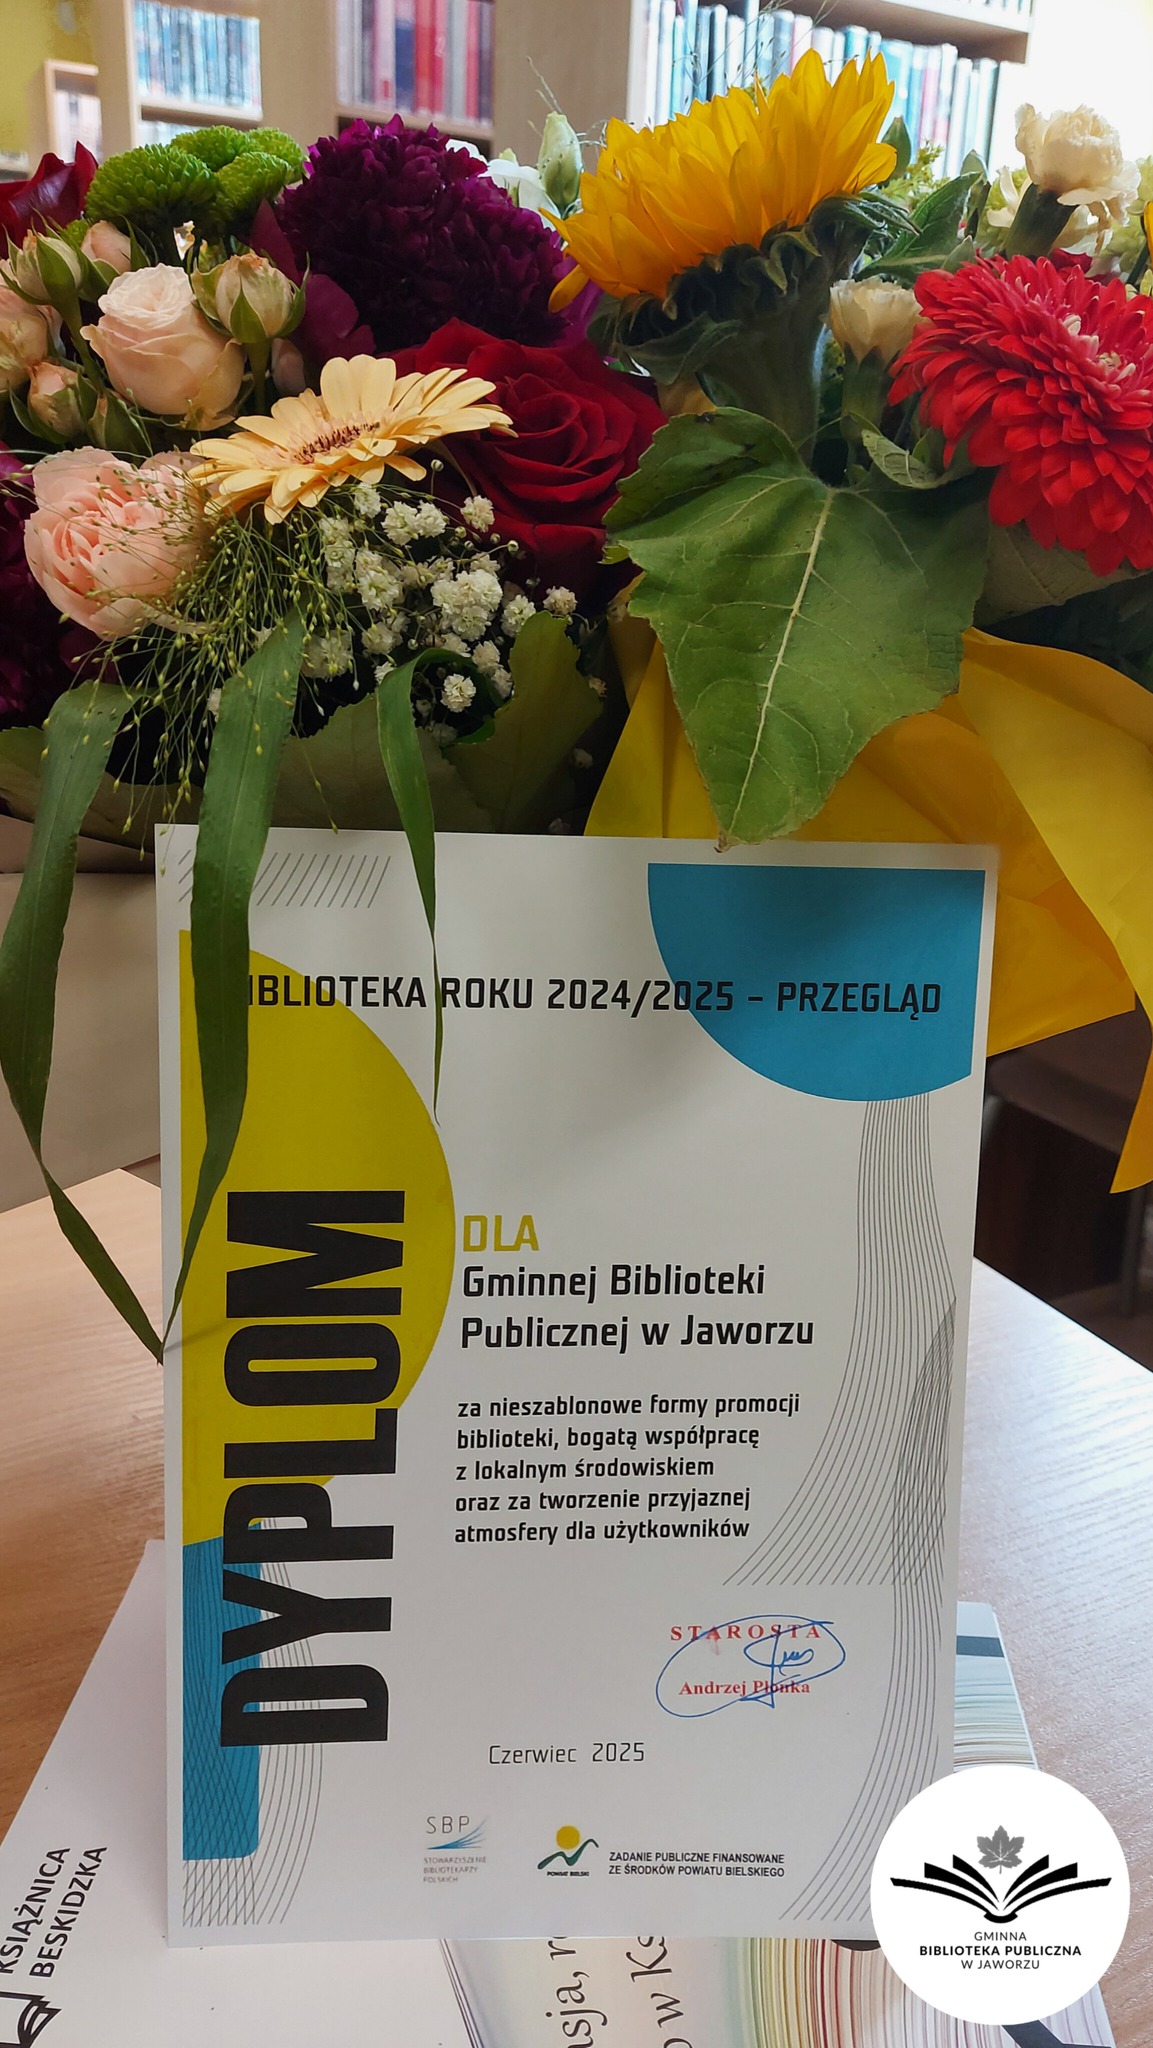 IBLIOTEKA ROKU 2024/2025 – PRZEGLĄD
DYPLOM
DLA
Gminnej Biblioteki
Publicznej w Jaworzu
za nieszablonowe formy promocji
biblioteki, bogatą współpracę
z lokalnym środowiskiem
oraz za tworzenie przyjaznej
atmosfery dla użytkowników
STAROSTA
Andrzej Płonka
Czerwiec 2025
SBP
STOWARZYSZENIE
BIBLIOTEKARZY
POLSKICH
POWIAT BIELSKI
ZADANIE PUBLICZNE FINANSOWANE
ZE ŚRODKÓW POWIATU BIELSKIEGO
KSIĄŻNICA
BESKIDZKA
w Ks
GMINNA
BIBLIOTEKA PUBLICZNA
W JAWORZU